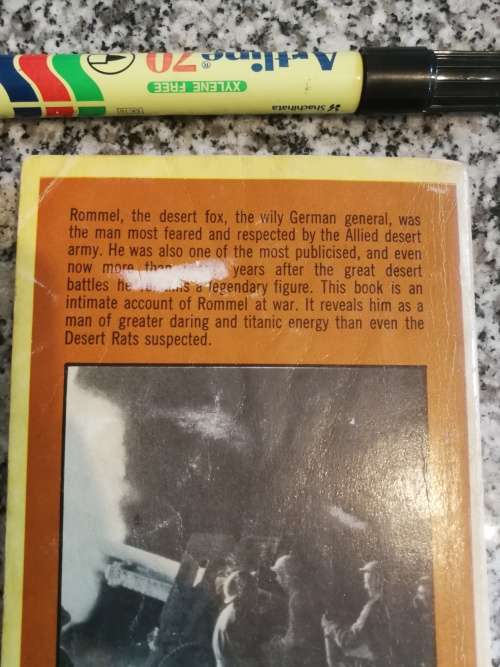 Artline® 70
XYLENE FREE
Shachihata
Rommel, the desert fox, the wily German general, was
the man most feared and respected by the Allied desert
army. He was also one of the most publicised, and even
now more than years after the great desert
battles he a legendary figure. This book is an
intimate account of Rommel at war. It reveals him as a
man of greater daring and titanic energy than even the
Desert Rats suspected.